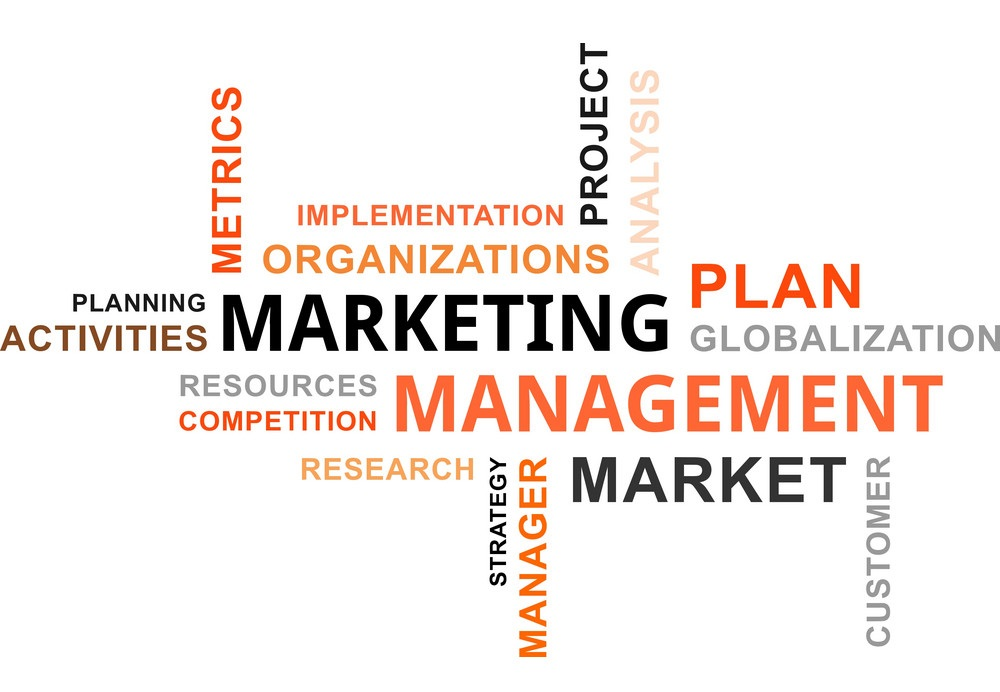 PROJECT
ANALYSIS
METRICS
IMPLEMENTATION
ORGANIZATIONS
PLAN
PLANNING
MARKETING
ACTIVITIES
GLOBALIZATION
RESOURCES
MANAGEMENT
COMPETITION
RESEARCH
STRATEGY
MANAGER
MARKET
CUSTOMER